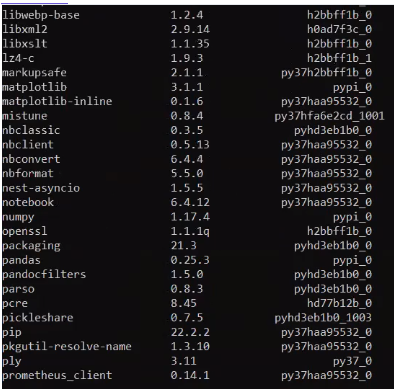 libwebp-base 1.2.4 h2bbff1b_0
libxml2 2.9.14 h0ad7f3c_0
libxslt 1.1.35 h2bbff1b_0
lz4-c 1.9.3 h2bbff1b_1
markupsafe 2.1.1 py37h2bbff1b_0
matplotlib 3.1.1 pypi_0
matplotlib-inline 0.1.6 py37haa95532_0
mistune 0.8.4 py37hfa6e2cd_1001
nbclassic 0.3.5 pyhd3eb1b0_0
nbclient 0.5.13 py37haa95532_0
nbconvert 6.4.4 py37haa95532_0
nbformat 5.5.0 py37haa95532_0
nest-asyncio 1.5.5 py37haa95532_0
notebook 6.4.12 py37haa95532_0
numpy 1.17.4 pypi_0
openssl 1.1.1q h2bbff1b_0
packaging 21.3 pyhd3eb1b0_0
pandas 0.25.3 pypi_0
pandocfilters 1.5.0 pyhd3eb1b0_0
parso 0.8.3 pyhd3eb1b0_0
pcre 8.45 hd77b12b_0
pickleshare 0.7.5 pyhd3eb1b0_1003
pip 22.2.2 py37haa95532_0
pkgutil-resolve-name 1.3.10 py37haa95532_0
ply 3.11 py37_0
prometheus_client 0.14.1 py37haa95532_0